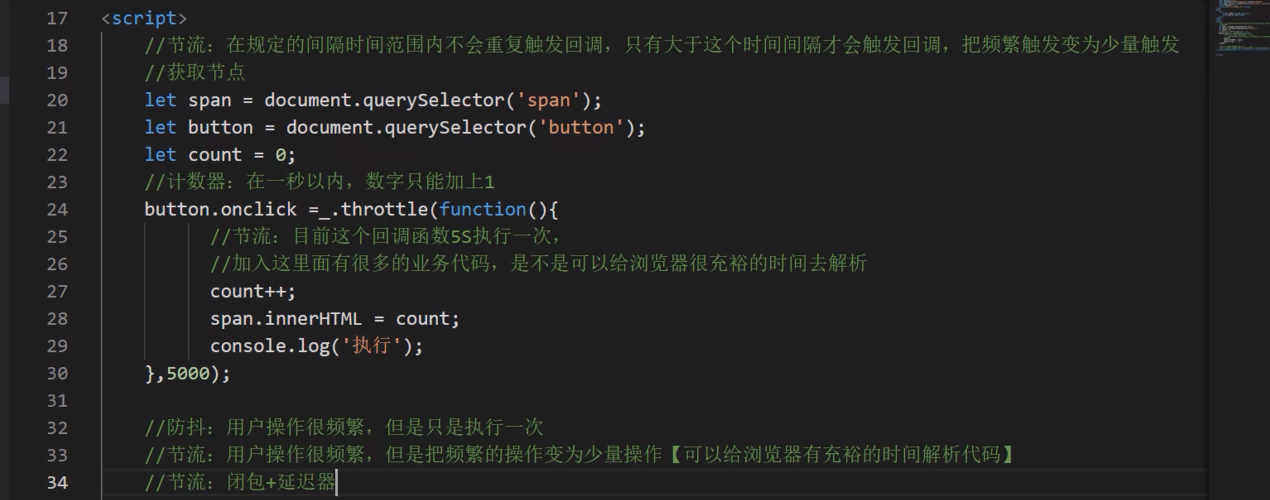 17 <script>
18 //节流：在规定的间隔时间范围内不会重复触发回调，只有大于这个时间间隔才会触发回调，把频繁触发变为少量触发
19 //获取节点
20 let span = document.querySelector('span');
21 let button = document.querySelector('button');
22 let count = 0;
23 //计数器：在一秒以内，数字只能加上1
24 button.onclick =_.throttle(function(){
25 //节流：目前这个回调函数5S执行一次，
26 //加入这里面有很多的业务代码，是不是可以给浏览器很充裕的时间去解析
27 count++;
28 span.innerHTML = count;
29 console.log('执行');
30 },5000);
31
32 //防抖：用户操作很频繁，但是只是执行一次
33 //节流：用户操作很频繁，但是把频繁的操作变为少量操作【可以给浏览器有充裕的时间解析代码】
34 //节流：闭包+延迟器